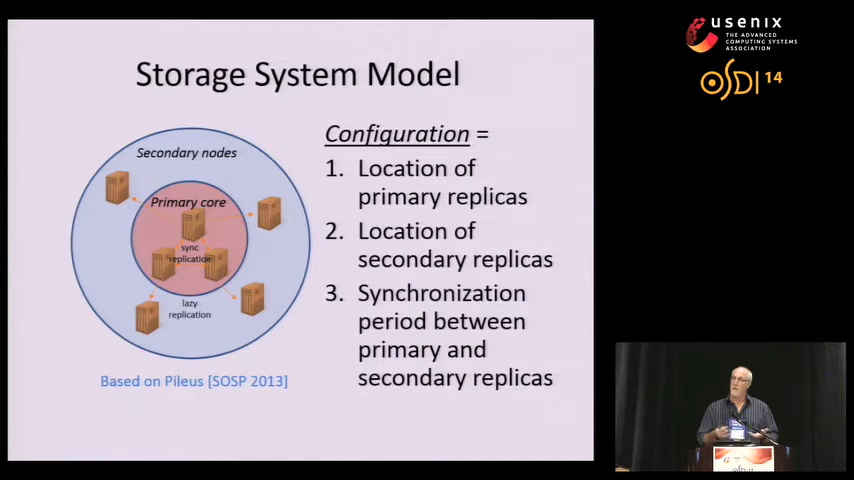 usenix
THE ADVANCED
COMPUTING SYSTEMS
ASSOCIATION
OSDI 14
Storage System Model
Secondary nodes
Primary core
sync
replication
lazy
replication
Based on Pileus [SOSP 2013]
Configuration =
1. Location of
primary replicas
2. Location of
secondary replicas
3. Synchronization
period between
primary and
secondary replicas
OSDI